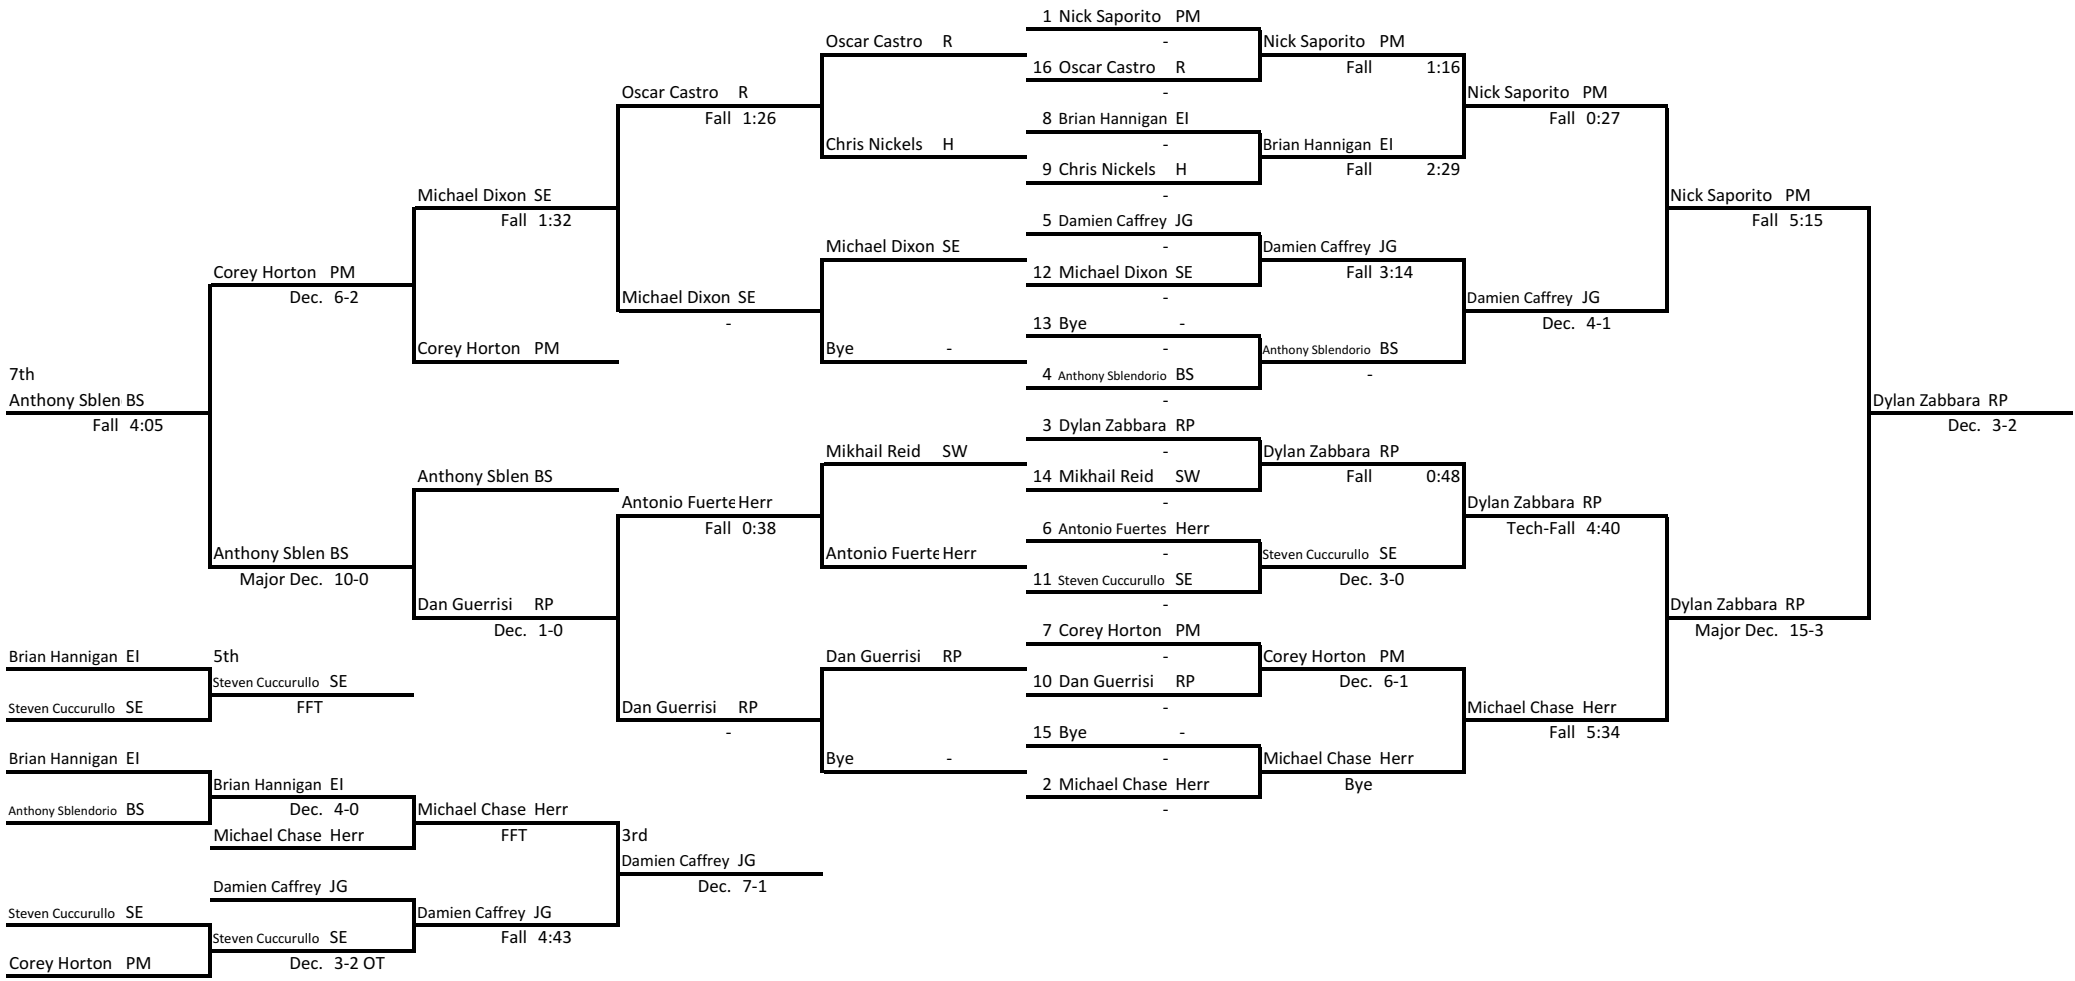 1 Nick Saporito PM
Oscar Castro R
-
Nick Saporito PM
16 Oscar Castro R
Fall 1:16
Oscar Castro R
-
Nick Saporito PM
Fall 1:26
8 Brian Hannigan EI
Fall 0:27
Chris Nickels H
-
Brian Hannigan EI
9 Chris Nickels H
Fall 2:29
Michael Dixon SE
-
Nick Saporito PM
Fall 1:32
5 Damien Caffrey JG
Fall 5:15
Michael Dixon SE
-
Damien Caffrey JG
Corey Horton PM
12 Michael Dixon SE
Fall 3:14
Dec. 6-2
Michael Dixon SE
-
Damien Caffrey JG
-
13 Bye -
Dec. 4-1
Corey Horton PM
Bye -
-
Anthony Sblendorio BS
7th
4 Anthony Sblendorio BS
-
Anthony Sblen BS
-
Dylan Zabbara RP
Fall 4:05
3 Dylan Zabbara RP
Dec. 3-2
Mikhail Reid SW
-
Dylan Zabbara RP
Anthony Sblen BS
14 Mikhail Reid SW
Fall 0:48
Antonio Fuerte Herr
-
Dylan Zabbara RP
Fall 0:38
6 Antonio Fuertes Herr
Tech-Fall 4:40
Anthony Sblen BS
Antonio Fuerte Herr
-
Steven Cuccurullo SE
Major Dec. 10-0
11 Steven Cuccurullo SE
Dec. 3-0
Dan Guerrisi RP
-
Dylan Zabbara RP
Dec. 1-0
7 Corey Horton PM
Major Dec. 15-3
Brian Hannigan EI
5th
Dan Guerrisi RP
-
Corey Horton PM
Steven Cuccurullo SE
10 Dan Guerrisi RP
Dec. 6-1
Steven Cuccurullo SE
FFT
Dan Guerrisi RP
-
Michael Chase Herr
-
15 Bye -
Fall 5:34
Brian Hannigan EI
Bye -
-
Michael Chase Herr
Brian Hannigan EI
2 Michael Chase Herr
Bye
Anthony Sblendorio BS
Dec. 4-0
Michael Chase Herr
-
Michael Chase Herr
FFT
3rd
Damien Caffrey JG
Damien Caffrey JG
Dec. 7-1
Steven Cuccurullo SE
Damien Caffrey JG
Steven Cuccurullo SE
Fall 4:43
Corey Horton PM
Dec. 3-2 OT